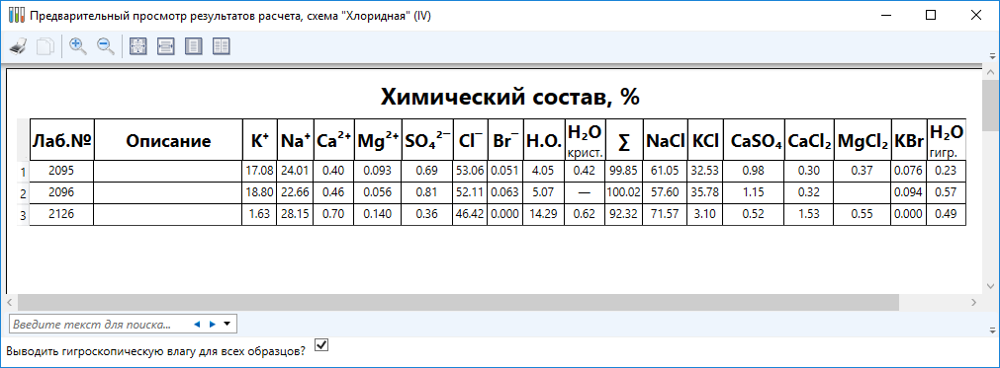 Предварительный просмотр результатов расчета, схема "Хлоридная" (IV)
Химический состав, %
Лаб.№ Описание K⁺ Na⁺ Ca²⁺ Mg²⁺ SO₄²⁻ Cl⁻ Br⁻ Н.О. H₂O крист. ∑ NaCl KCl CaSO₄ CaCl₂ MgCl₂ KBr H₂O гигр.
1 2095 17.08 24.01 0.40 0.093 0.69 53.06 0.051 4.05 0.42 99.85 61.05 32.53 0.98 0.30 0.37 0.076 0.23
2 2096 18.80 22.66 0.46 0.056 0.81 52.11 0.063 5.07 — 100.02 57.60 35.78 1.15 0.32 0.094 0.57
3 2126 1.63 28.15 0.70 0.140 0.36 46.42 0.000 14.29 0.62 92.32 71.57 3.10 0.52 1.53 0.55 0.000 0.49
Введите текст для поиска...
Выводить гигроскопическую влагу для всех образцов?